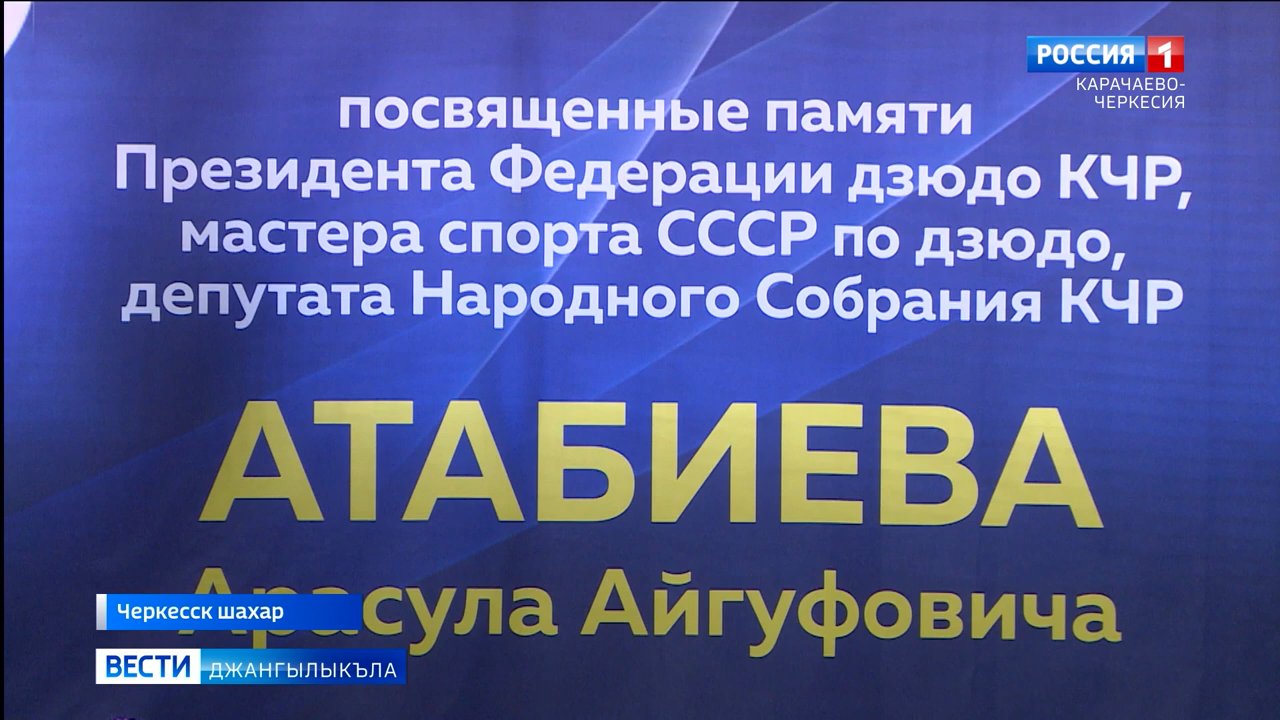 РОССИЯ 1
КАРАЧАЕВО-
ЧЕРКЕСИЯ
посвященные памяти
Президента Федерации дзюдо КЧР,
мастера спорта СССР по дзюдо,
депутата Народного Собрания КЧР
АТАБИЕВА
Арасула Айгуфовича
Черкесск шахар
ВЕСТИ ДЖАНГЫЛЫКЪЛА